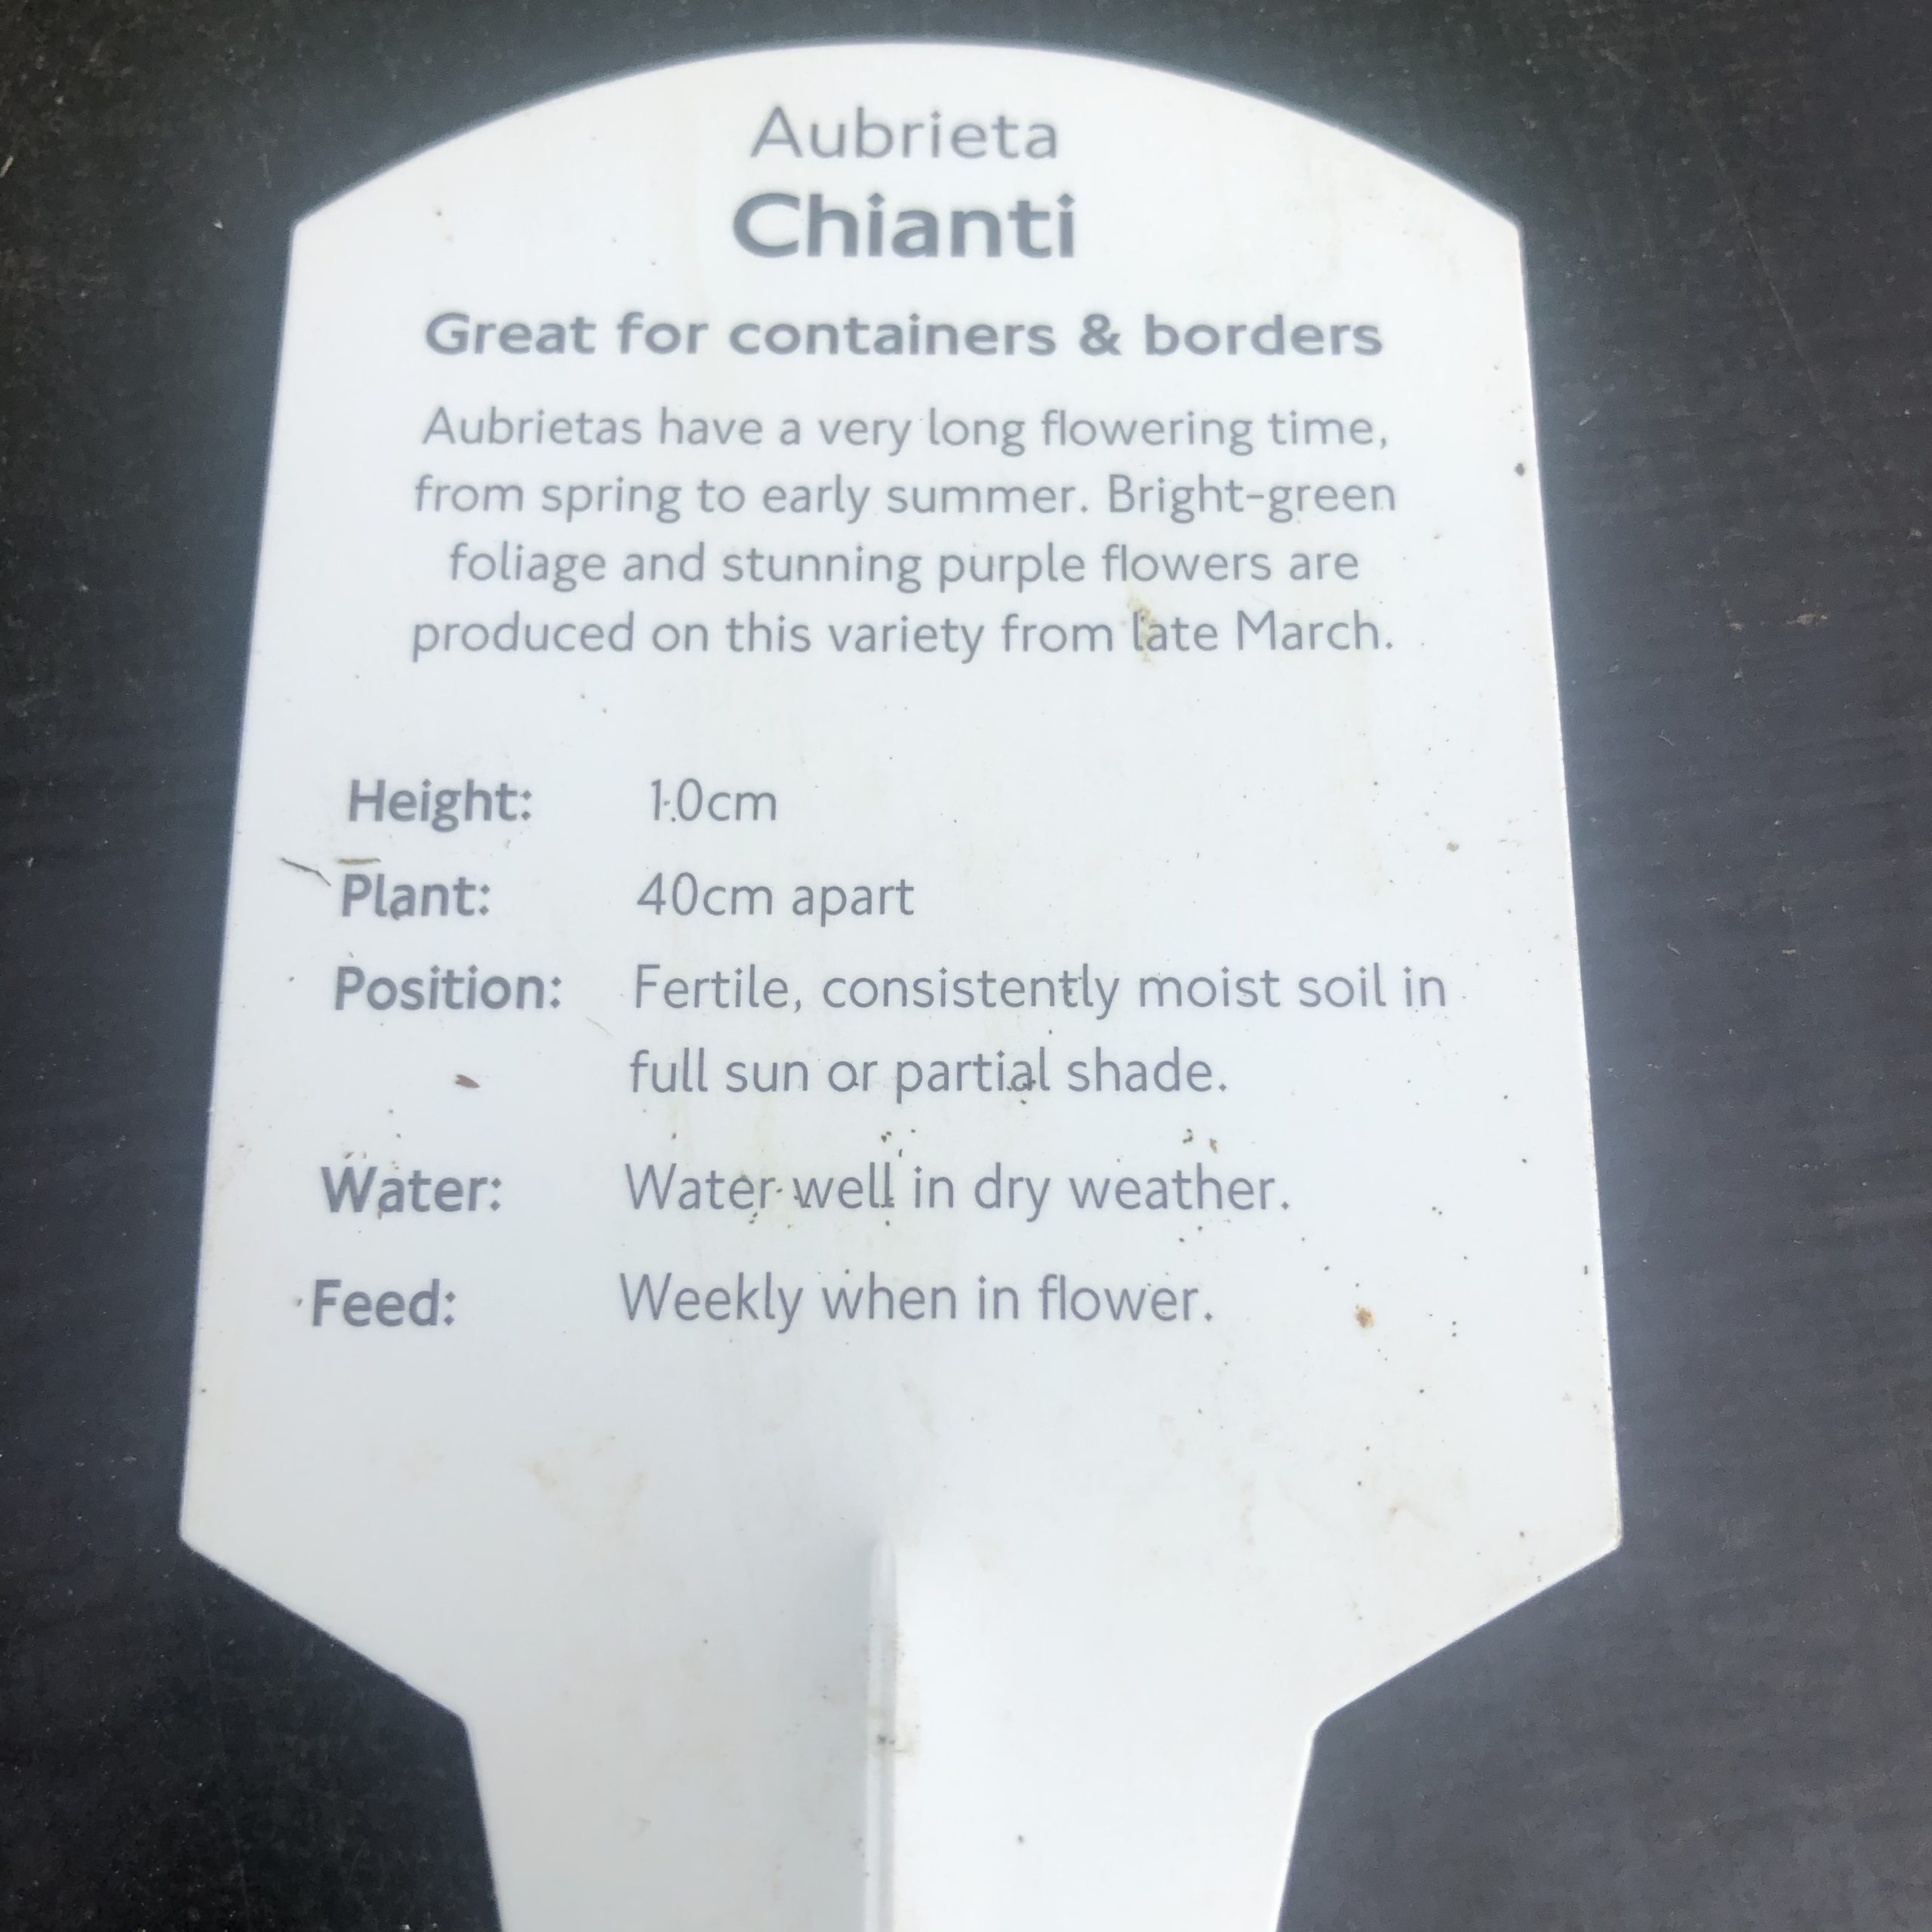 Aubrieta
Chianti
Great for containers & borders
Aubrietas have a very long flowering time,
from spring to early summer. Bright-green
foliage and stunning purple flowers are
produced on this variety from late March.
Height: 10cm
Plant: 40cm apart
Position: Fertile, consistently moist soil in
full sun or partial shade.
Water: Water well in dry weather.
Feed: Weekly when in flower.